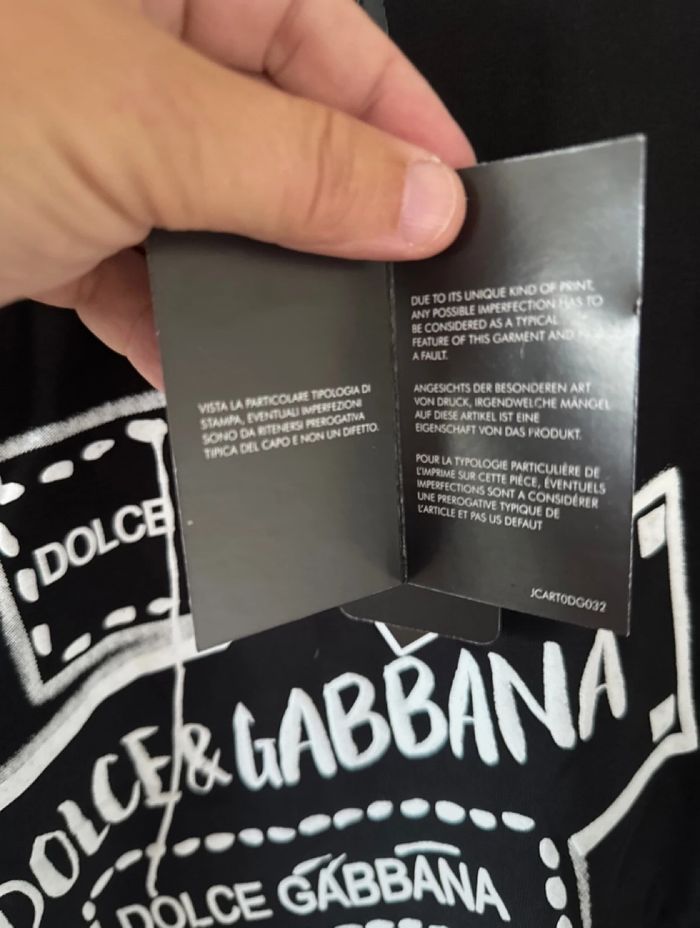 VISTA LA PARTICOLARE TIPOLOGIA DI
STAMPA, EVENTUALI IMPERFEZIONI
SONO DA RITENERSI PREROGATIVA
TIPICA DEL CAPO E NON UN DIFETTO.
DUE TO ITS UNIQUE KIND OF PRINT,
ANY POSSIBLE IMPERFECTION HAS TO
BE CONSIDERED AS A TYPICAL
FEATURE OF THIS GARMENT AND
A FAULT.
ANGESICHTS DER BESONDEREN ART
VON DRUCK, IRGENDWELCHE MÄNGEL
AUF DIESE ARTIKEL IST EINE
EIGENSCHAFT VON DAS PRODUKT.
POUR LA TYPOLOGIE PARTICULIÈRE DE
L'IMPRIME SUR CETTE PIÈCE, ÉVENTUELS
IMPERFECTIONS SONT A CONSIDÉRER
UNE PREROGATIVE TYPIQUE DE
L'ARTICLE ET PAS US DEFAUT
JCART0DG032
DOLCE
DOLCE & GABBANA
DOLCE GABBANA